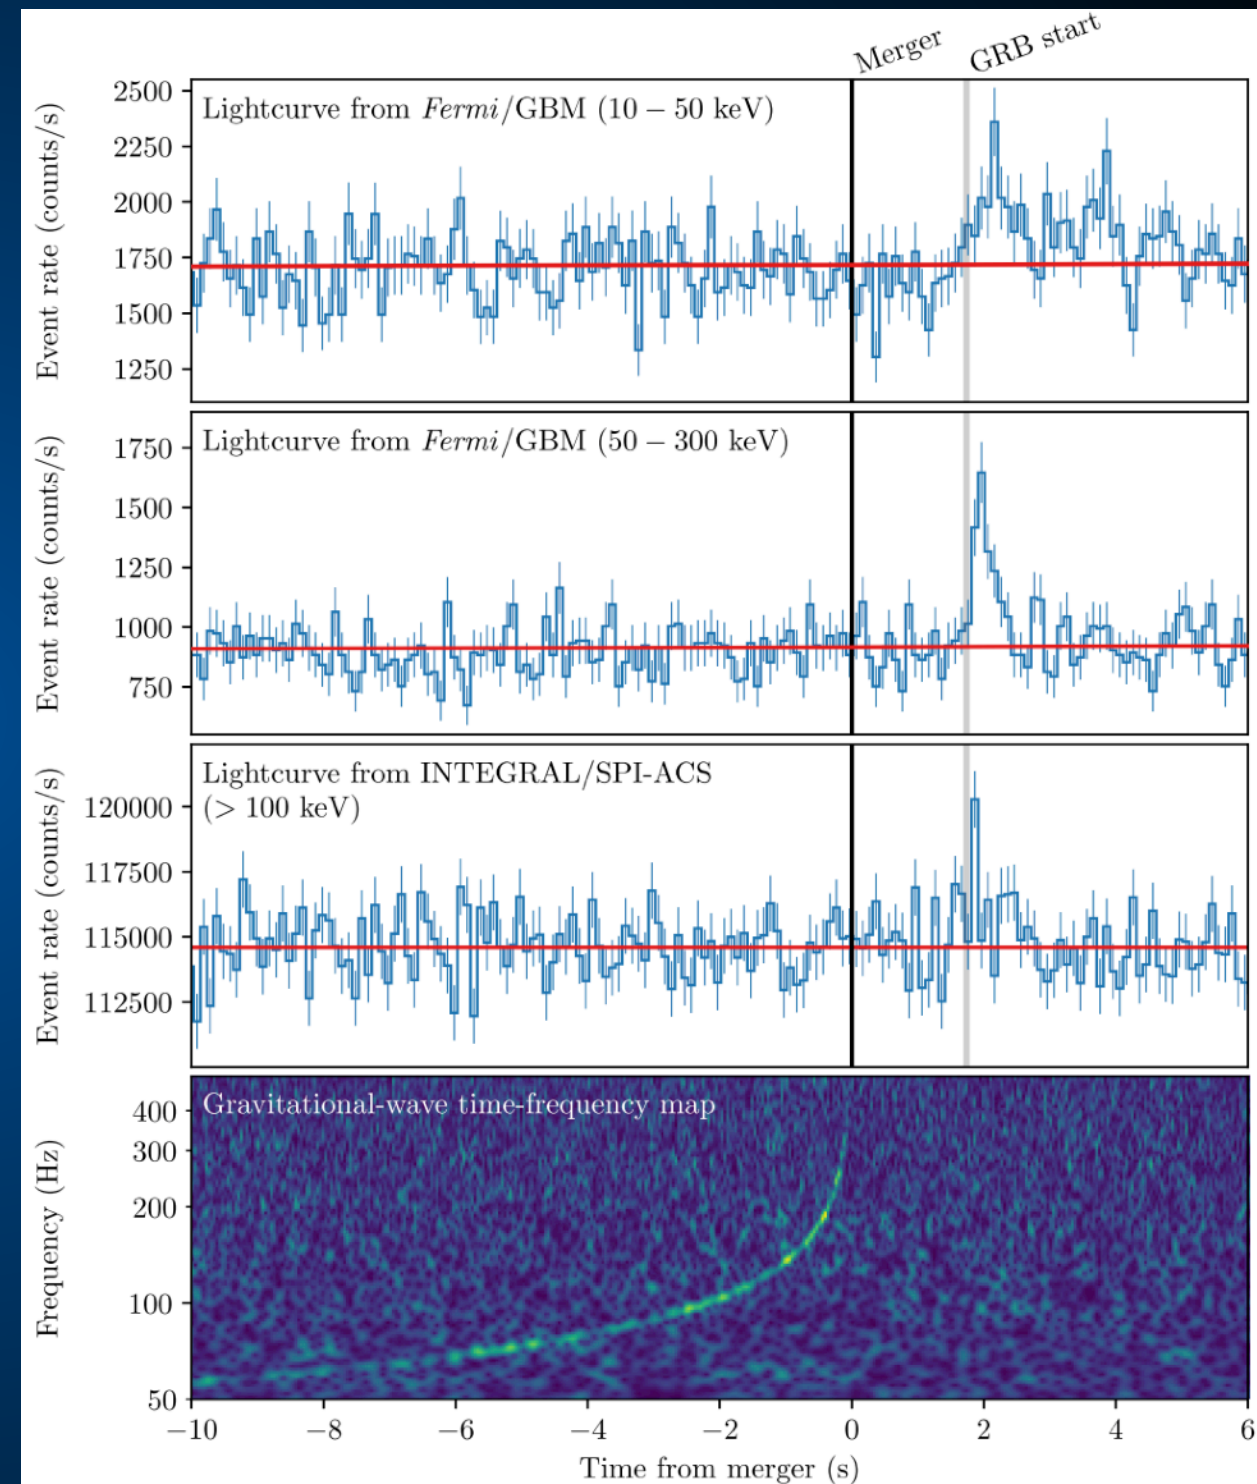 Merger
GRB start
Lightcurve from Fermi/GBM (10 – 50 keV)
Event rate (counts/s)
2500
2250
2000
1750
1500
1250
Lightcurve from Fermi/GBM (50 – 300 keV)
Event rate (counts/s)
1750
1500
1250
1000
750
Lightcurve from INTEGRAL/SPI-ACS
(> 100 keV)
Event rate (counts/s)
120000
117500
115000
112500
Gravitational-wave time-frequency map
Frequency (Hz)
400
300
200
100
50
−10 −8 −6 −4 −2 0 2 4 6
Time from merger (s)